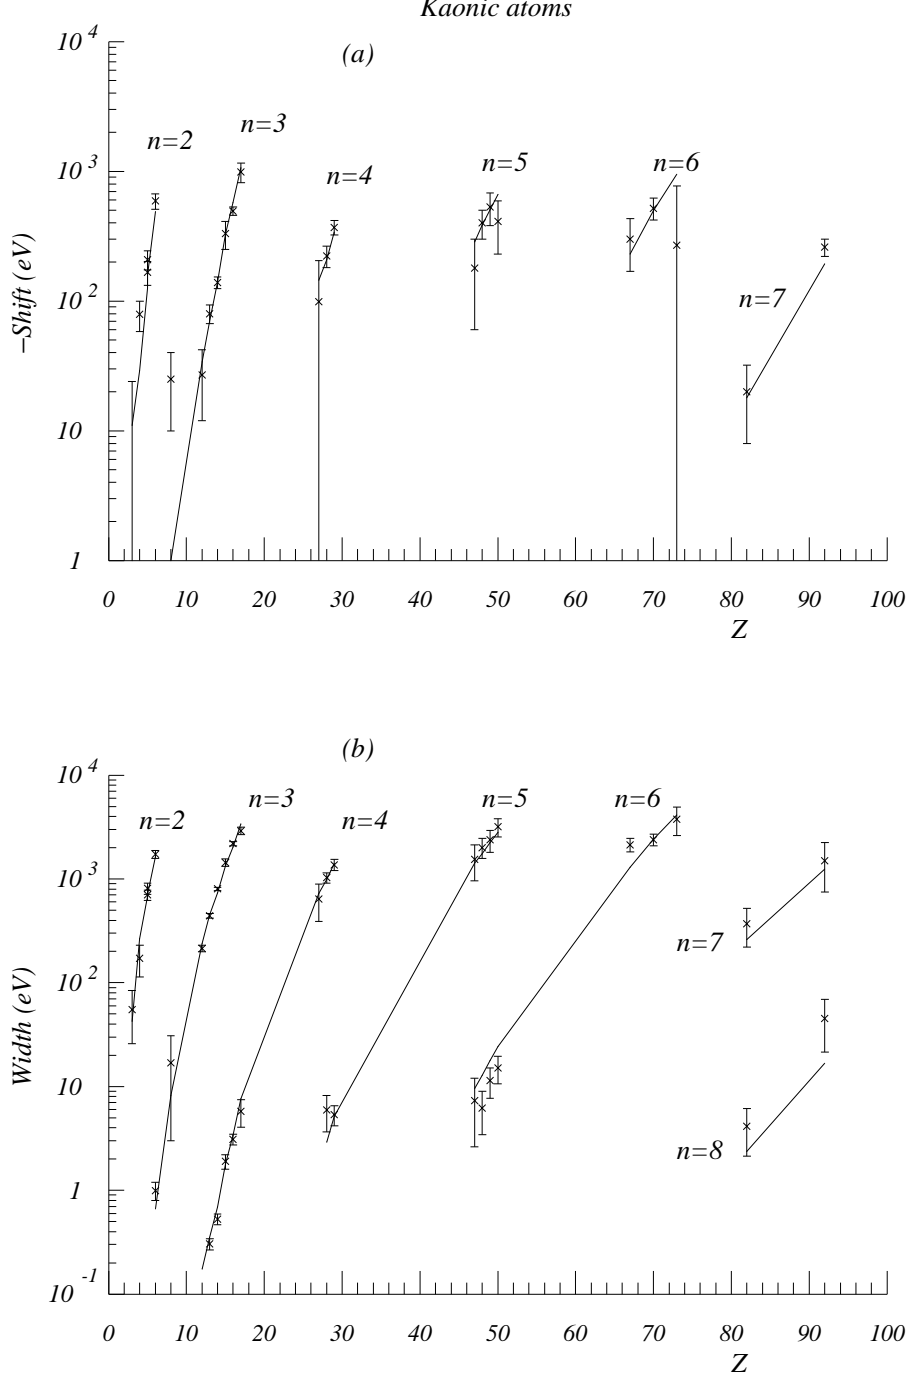 Kaonic atoms
(a)
10^4
n=3
n=2
10^3
n=5
n=6
n=4
−Shift (eV)
10^2
n=7
10
1
0 10 20 30 40 50 60 70 80 90 100
Z
(b)
10^4
n=2 n=3 n=4 n=5 n=6
10^3
n=7
10^2
Width (eV)
10
n=8
1
10^-1
0 10 20 30 40 50 60 70 80 90 100
Z